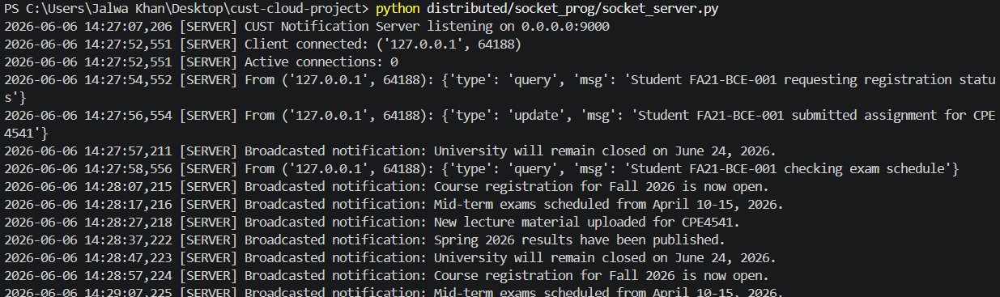 PS C:\Users\Jalwa Khan\Desktop\cust-cloud-project> python distributed/socket_prog/socket_server.py
2026-06-06 14:27:07,206 [SERVER] CUST Notification Server listening on 0.0.0.0:9000
2026-06-06 14:27:52,551 [SERVER] Client connected: ('127.0.0.1', 64188)
2026-06-06 14:27:52,551 [SERVER] Active connections: 0
2026-06-06 14:27:54,552 [SERVER] From ('127.0.0.1', 64188): {'type': 'query', 'msg': 'Student FA21-BCE-001 requesting registration statu
s'}
2026-06-06 14:27:56,554 [SERVER] From ('127.0.0.1', 64188): {'type': 'update', 'msg': 'Student FA21-BCE-001 submitted assignment for CPE
4541'}
2026-06-06 14:27:57,211 [SERVER] Broadcasted notification: University will remain closed on June 24, 2026.
2026-06-06 14:27:58,556 [SERVER] From ('127.0.0.1', 64188): {'type': 'query', 'msg': 'Student FA21-BCE-001 checking exam schedule'}
2026-06-06 14:28:07,215 [SERVER] Broadcasted notification: Course registration for Fall 2026 is now open.
2026-06-06 14:28:17,216 [SERVER] Broadcasted notification: Mid-term exams scheduled from April 10-15, 2026.
2026-06-06 14:28:27,218 [SERVER] Broadcasted notification: New lecture material uploaded for CPE4541.
2026-06-06 14:28:37,222 [SERVER] Broadcasted notification: Spring 2026 results have been published.
2026-06-06 14:28:47,223 [SERVER] Broadcasted notification: University will remain closed on June 24, 2026.
2026-06-06 14:28:57,224 [SERVER] Broadcasted notification: Course registration for Fall 2026 is now open.
2026-06-06 14:29:07,225 [SERVER] Broadcasted notification: Mid-term exams scheduled from April 10-15, 2026.